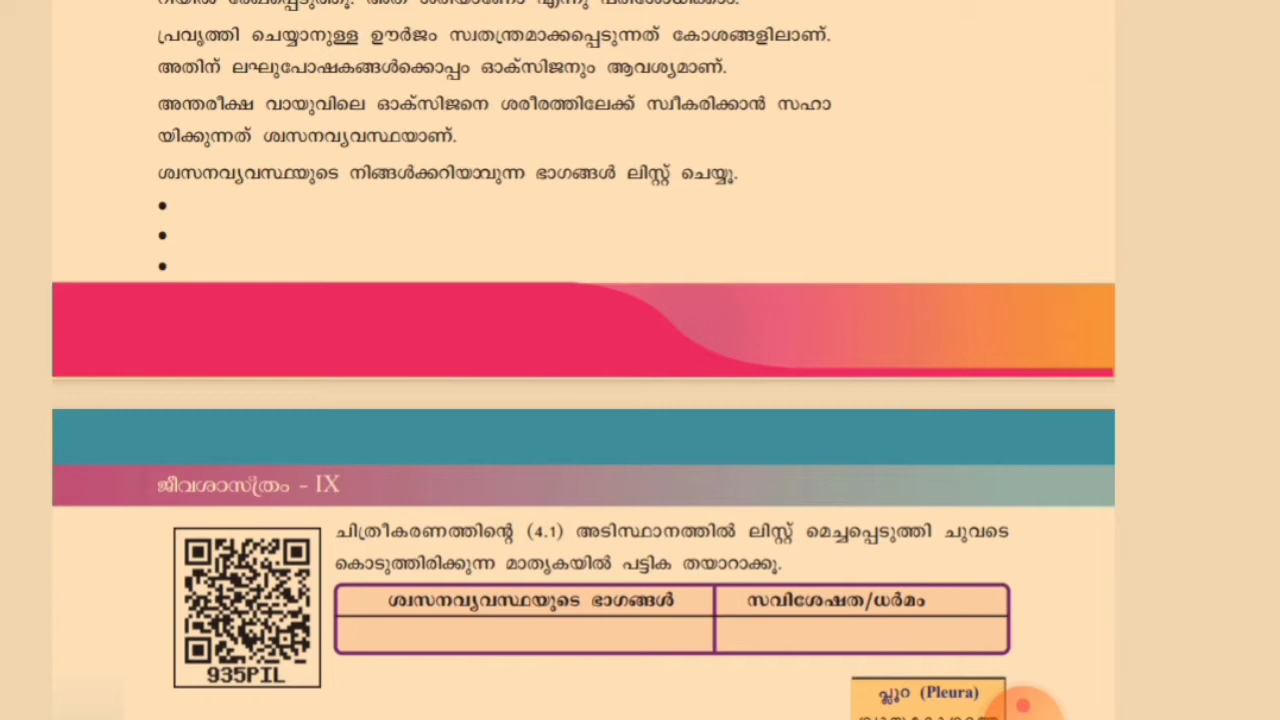 പ്രവൃത്തി ചെയ്യാനുള്ള ഊർജം സ്വതന്ത്രമാക്കപ്പെടുന്നത് കോശങ്ങളിലാണ്.
അതിന് ലഘുപോഷകങ്ങൾക്കൊപ്പം ഓക്സിജനും ആവശ്യമാണ്.
അന്തരീക്ഷ വായുവിലെ ഓക്സിജനെ ശരീരത്തിലേക്ക് സ്വീകരിക്കാൻ സഹാ
യിക്കുന്നത് ശ്വസനവ്യവസ്ഥയാണ്.
ശ്വസനവ്യവസ്ഥയുടെ നിങ്ങൾക്കറിയാവുന്ന ഭാഗങ്ങൾ ലിസ്റ്റ് ചെയ്യൂ.
ജീവശാസ്ത്രം - IX
ചിത്രീകരണത്തിന്റെ (4.1) അടിസ്ഥാനത്തിൽ ലിസ്റ്റ് മെച്ചപ്പെടുത്തി ചുവടെ
കൊടുത്തിരിക്കുന്ന മാതൃകയിൽ പട്ടിക തയാറാക്കൂ.
ശ്വസനവ്യവസ്ഥയുടെ ഭാഗങ്ങൾ സവിശേഷത/ധർമം
935PIL
പ്ലൂറ (Pleura)